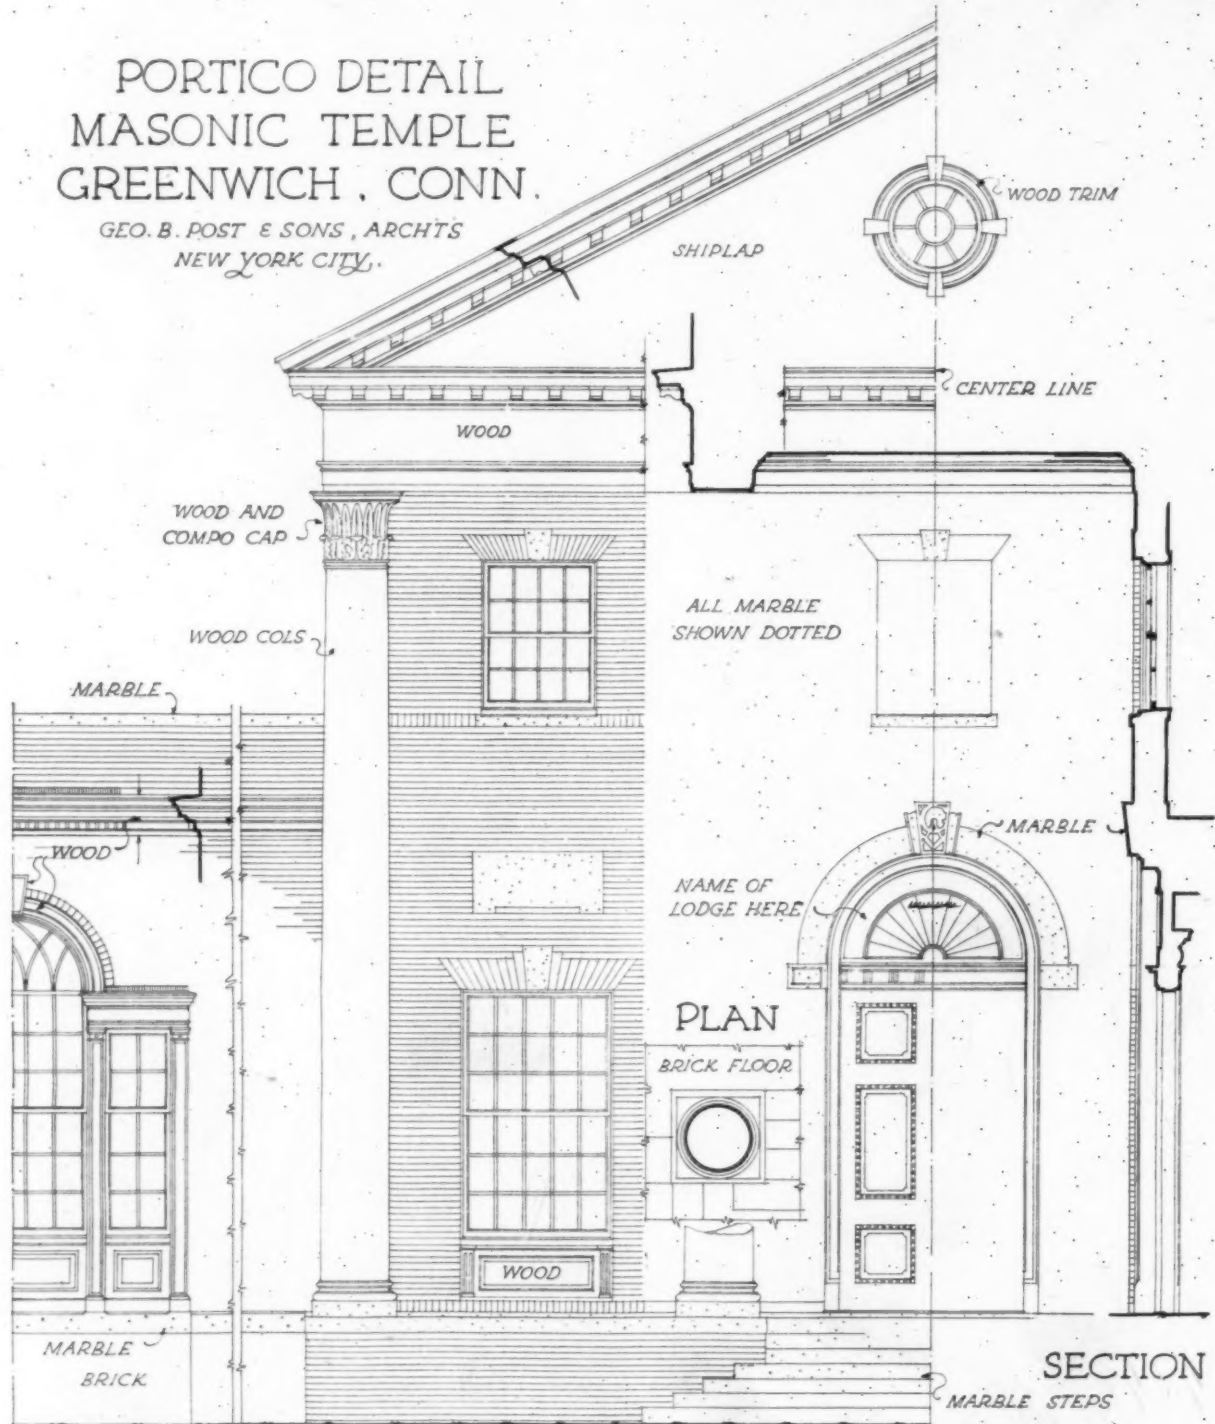 PORTICO DETAIL
MASONIC TEMPLE
GREENWICH, CONN.
GEO. B. POST & SONS, ARCHTS
NEW YORK CITY.
WOOD TRIM
SHIPLAP
CENTER LINE
WOOD
WOOD AND
COMPO CAP
ALL MARBLE
SHOWN DOTTED
WOOD COLS
MARBLE
MARBLE
WOOD
NAME OF
LODGE HERE
PLAN
BRICK FLOOR
WOOD
MARBLE
BRICK
SECTION
MARBLE STEPS